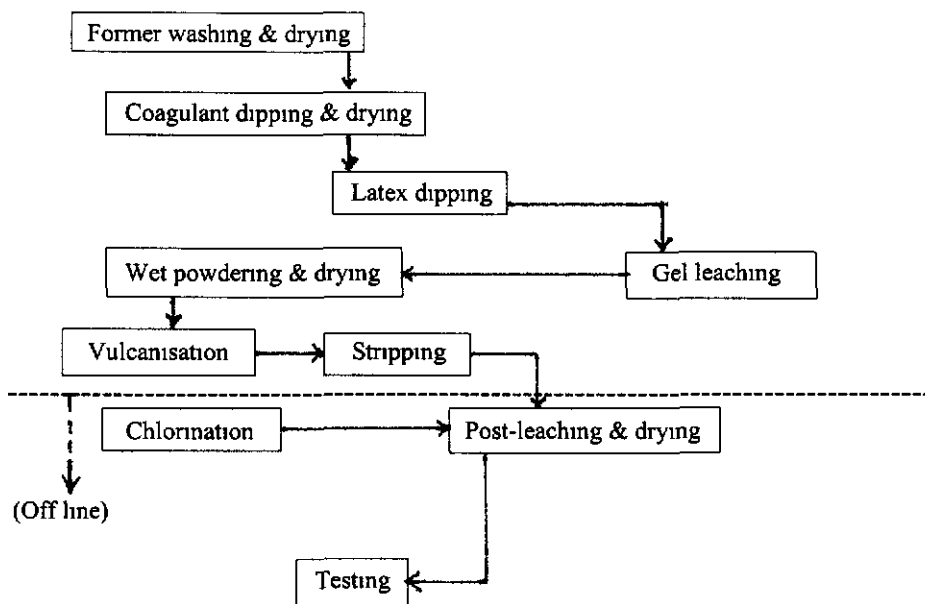 Former washing & drying
Coagulant dipping & drying
Latex dipping
Gel leaching
Wet powdering & drying
Vulcanisation
Stripping
Chlorination
Post-leaching & drying
(Off line)
Testing